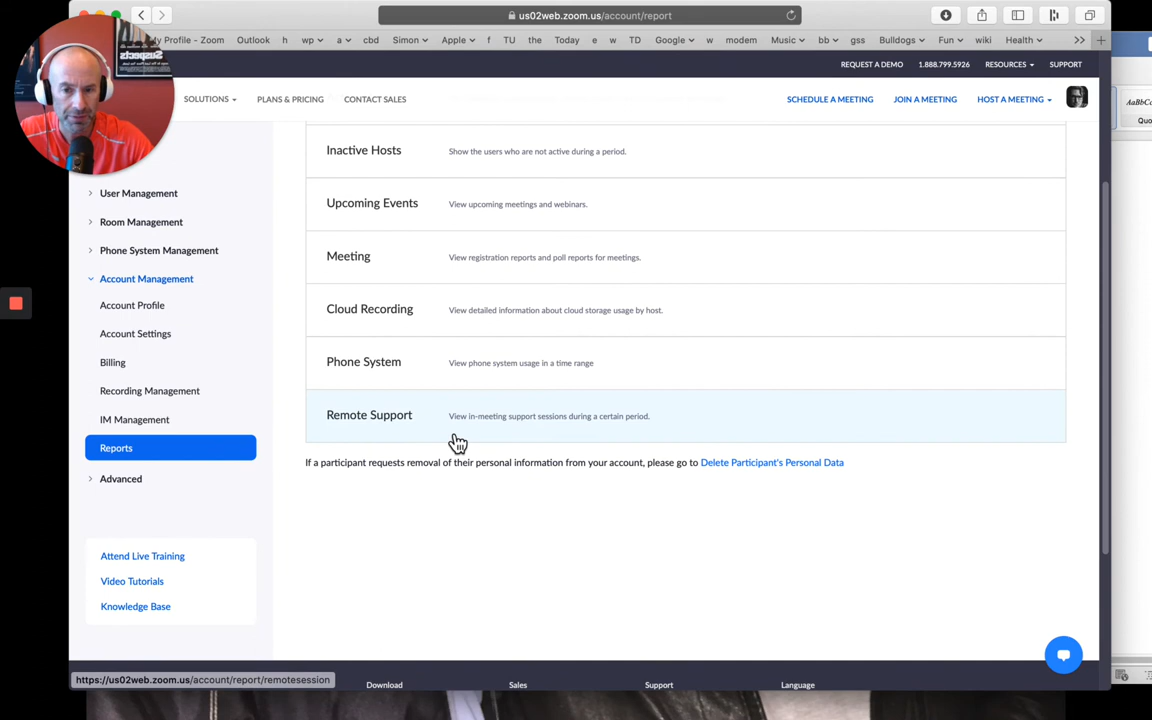 us02web.zoom.us/account/report
My Profile - Zoom Outlook h wp a cbd Simon Apple f TU the Today e w TD Google w modem Music bb gss Bulldogs Fun wiki Health >>
REQUEST A DEMO 1.888.799.5926 RESOURCES SUPPORT
SOLUTIONS PLANS & PRICING CONTACT SALES SCHEDULE A MEETING JOIN A MEETING HOST A MEETING
AaBbC
Quo
Inactive Hosts Show the users who are not active during a period.
User Management
Upcoming Events View upcoming meetings and webinars.
Room Management
Phone System Management
Meeting View registration reports and poll reports for meetings.
Account Management
Account Profile
Cloud Recording View detailed information about cloud storage usage by host.
Account Settings
Billing
Phone System View phone system usage in a time range
Recording Management
IM Management
Remote Support View in-meeting support sessions during a certain period.
Reports
If a participant requests removal of their personal information from your account, please go to Delete Participant's Personal Data
Advanced
Attend Live Training
Video Tutorials
Knowledge Base
https://us02web.zoom.us/account/report/remotesession
Download Sales Support Language